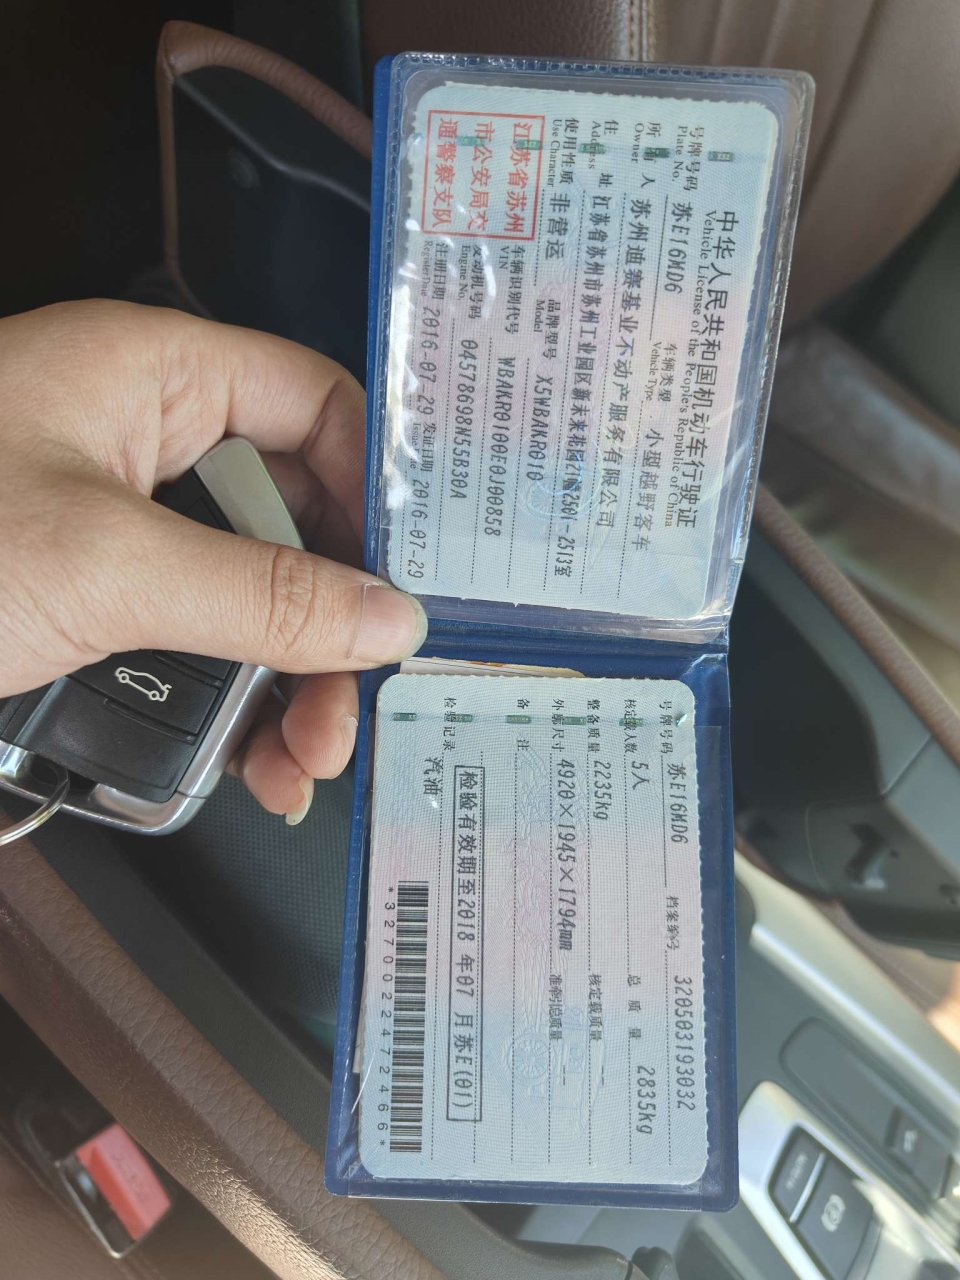 中华人民共和国机动车行驶证
Vehicle License of the People's Republic of China
号牌号码 苏E16MD6 车辆类型 小型越野客车
Plate No. Vehicle Type
所有人 苏州迪赛基业不动产服务有限公司
Owner
住址 江苏省苏州市苏州工业园区新未来花园21幢2601-2513室
Address
使用性质 非营运 品牌型号 X5WBAKR010
Use Character Model
江苏省苏州
市公安局交
通警察支队
车辆识别代号 WBAKR0100E0J00858
VIN
发动机号码 04578698N55B30A
Engine No.
注册日期 2016-07-29 发证日期 2016-07-29
Register Date Issue Date
号牌号码 苏E16MD6 档案编号 320503193032
核定载人数 5人 总质量 2835kg
整备质量 2235kg 核定载质量 --
外廓尺寸 4920×1945×1794mm 准牵引总质量 --
备注
检验有效期至2018年07月苏E(01)
检验记录
汽油
*3270022472466*